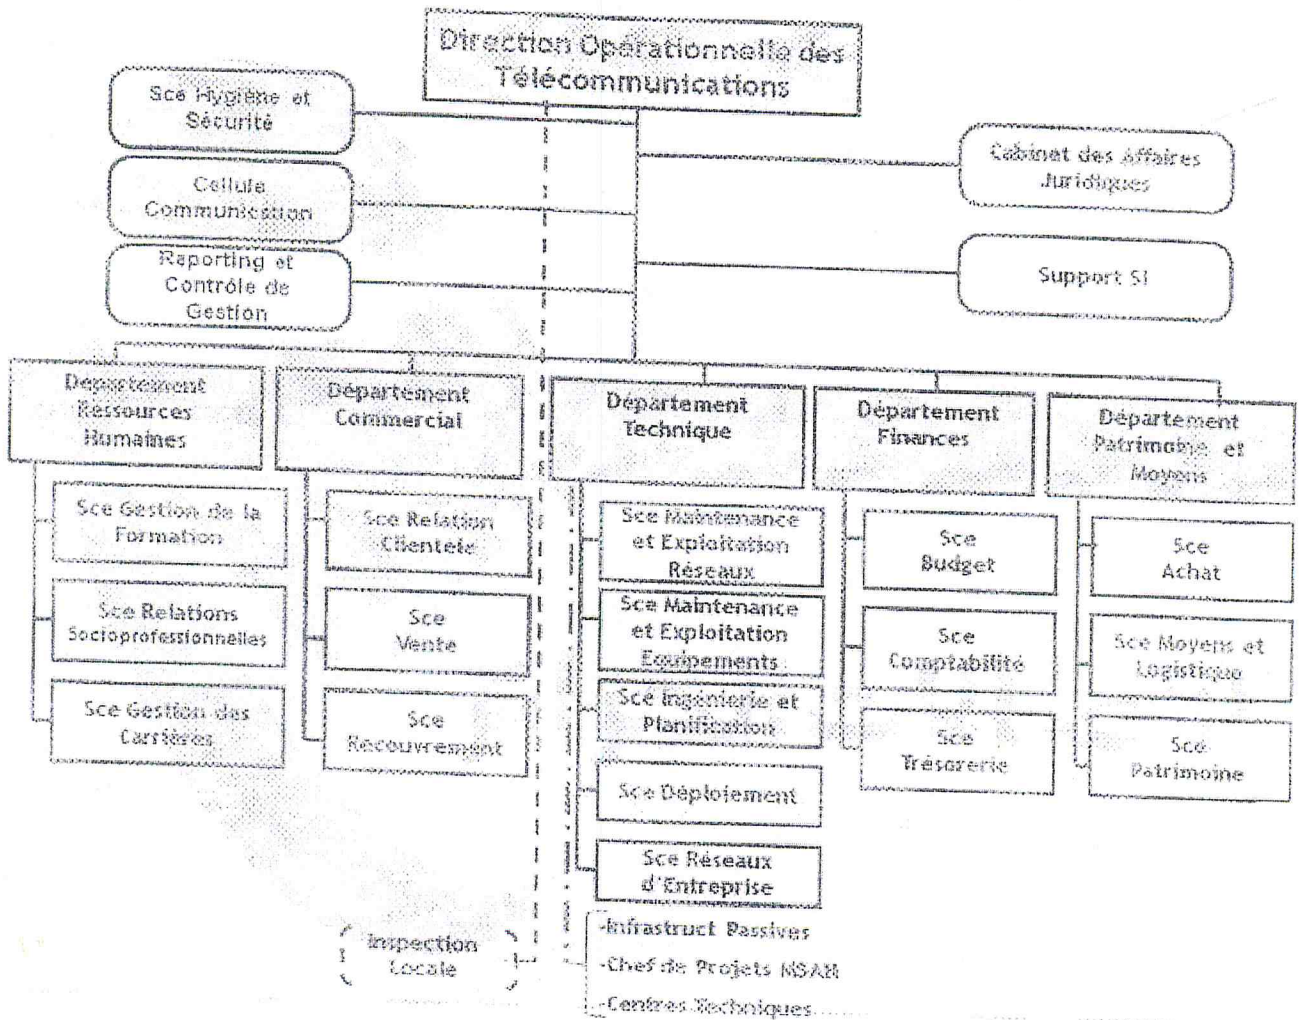 Direction Opérationnelle des
Télécommunications
Sce Hygiène et
Sécurité
Cellule
Communication
Reporting et
Contrôle de
Gestion
Cabinet des Affaires
Juridiques
Support SI
Département
Ressources
Humaines
Département
Commercial
Département
Technique
Département
Finances
Département
Patrimoine et
Moyens
Sce Gestion de la
Formation
Sce Relations
Socioprofessionnelles
Sce Gestion des
Carrières
Sce Relation
Clientele
Sce
Vente
Sce
Recouvrement
Sce Maintenance
et Exploitation
Réseaux
Sce Maintenance
et Exploitation
Equipements
Sce Ingénierie et
Planification
Sce Déploiement
Sce Réseaux
d'Entreprise
-Infrastruct Passives
-Chef de Projets MSAN
-Centres Techniques
Sce
Budget
Sce
Comptabilité
Sce
Trésorerie
Sce
Achat
Sce Moyens et
Logistique
Sce
Patrimoine
Inspection
Locale